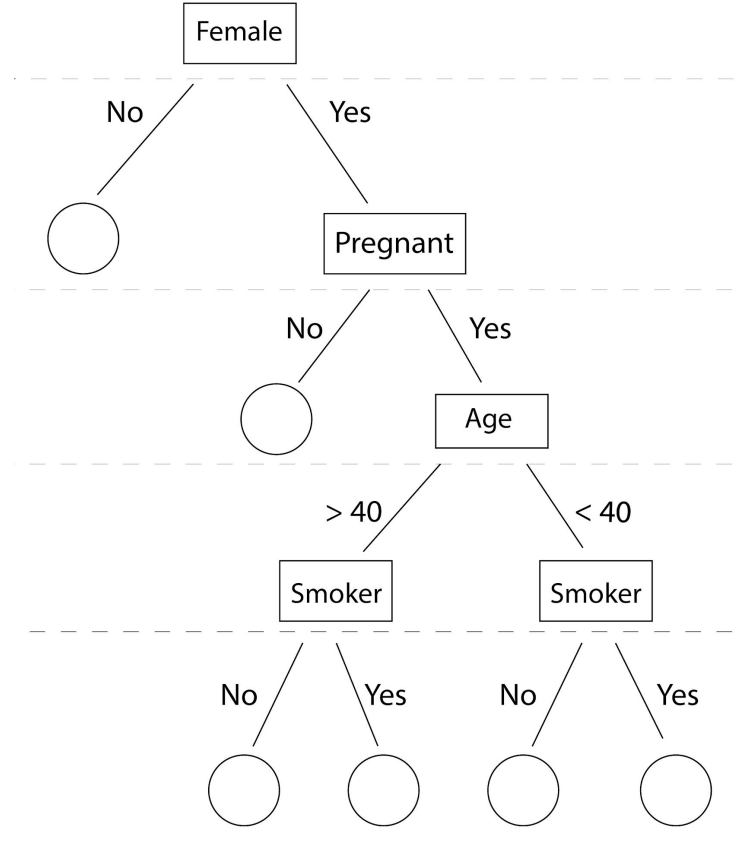 Female
No
Yes
Pregnant
No
Yes
Age
> 40
< 40
Smoker
Smoker
No
Yes
No
Yes